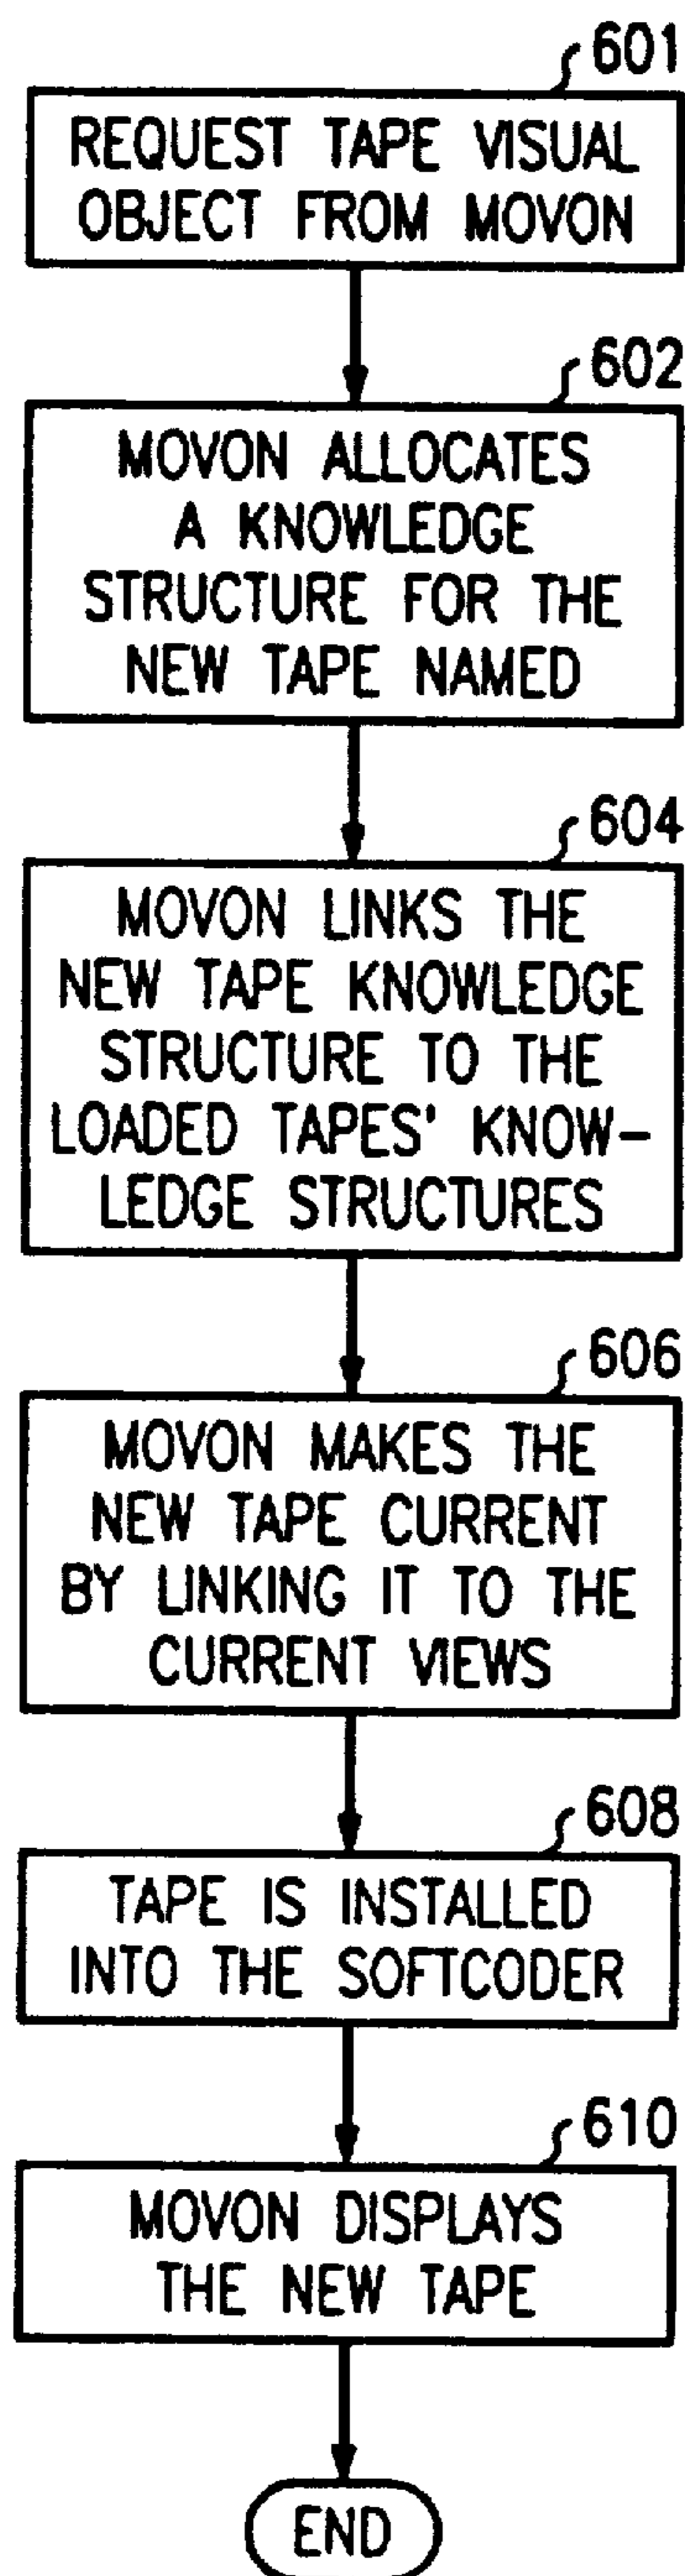 601
REQUEST TAPE VISUAL
OBJECT FROM MOVON
602
MOVON ALLOCATES
A KNOWLEDGE
STRUCTURE FOR THE
NEW TAPE NAMED
604
MOVON LINKS THE
NEW TAPE KNOWLEDGE
STRUCTURE TO THE
LOADED TAPES' KNOW-
LEDGE STRUCTURES
606
MOVON MAKES THE
NEW TAPE CURRENT
BY LINKING IT TO THE
CURRENT VIEWS
608
TAPE IS INSTALLED
INTO THE SOFTCODER
610
MOVON DISPLAYS
THE NEW TAPE
END